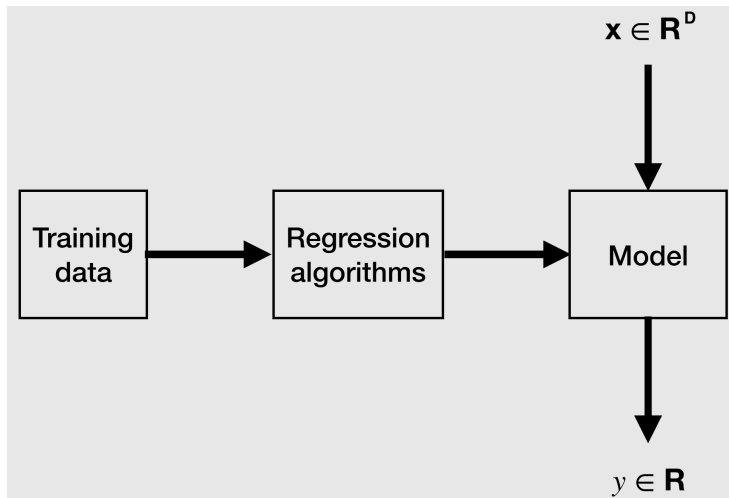 x ∈ R^D
Training
data
Regression
algorithms
Model
y ∈ R